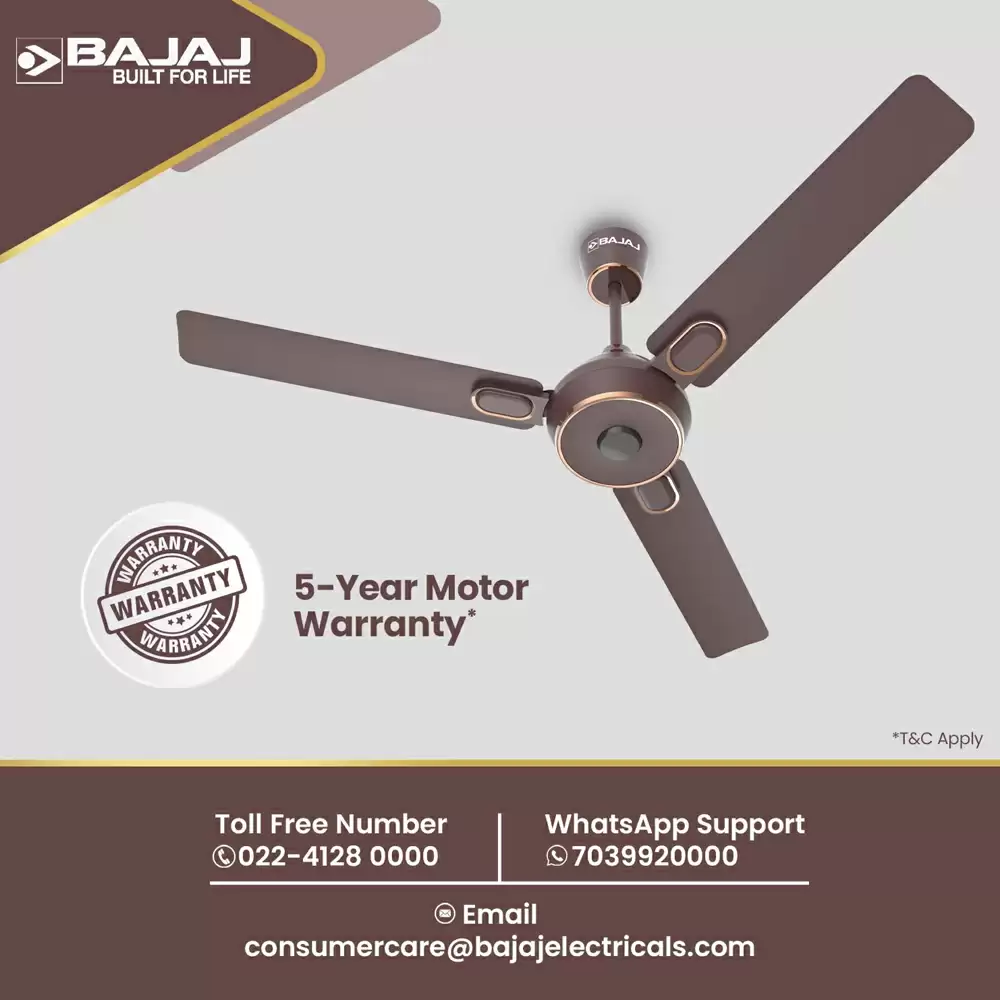 BAJAJ
BUILT FOR LIFE
BAJAJ
WARRANTY
WARRANTY
WARRANTY
5-Year Motor
Warranty*
*T&C Apply
Toll Free Number
022-4128 0000
WhatsApp Support
7039920000
Email
consumercare@bajajelectricals.com